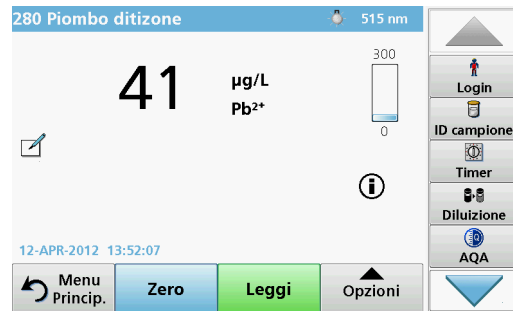 280 Piombo ditizone
515 nm
41
µg/L
Pb²⁺
300
0
12-APR-2012 13:52:07
Menu
Princip.
Zero
Leggi
Opzioni
Login
ID campione
Timer
Diluizione
AQA